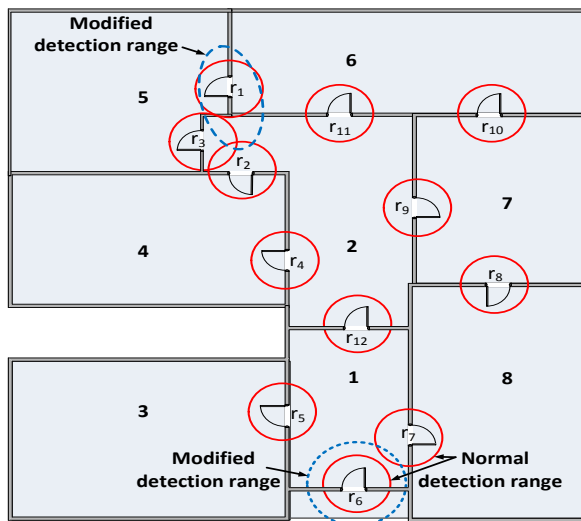 Modified
detection range
6
5
r1
r11
r10
r3
r2
r9
7
4
2
r4
r8
r12
1
3
8
r5
r7
Modified
detection range
Normal
detection range
r6